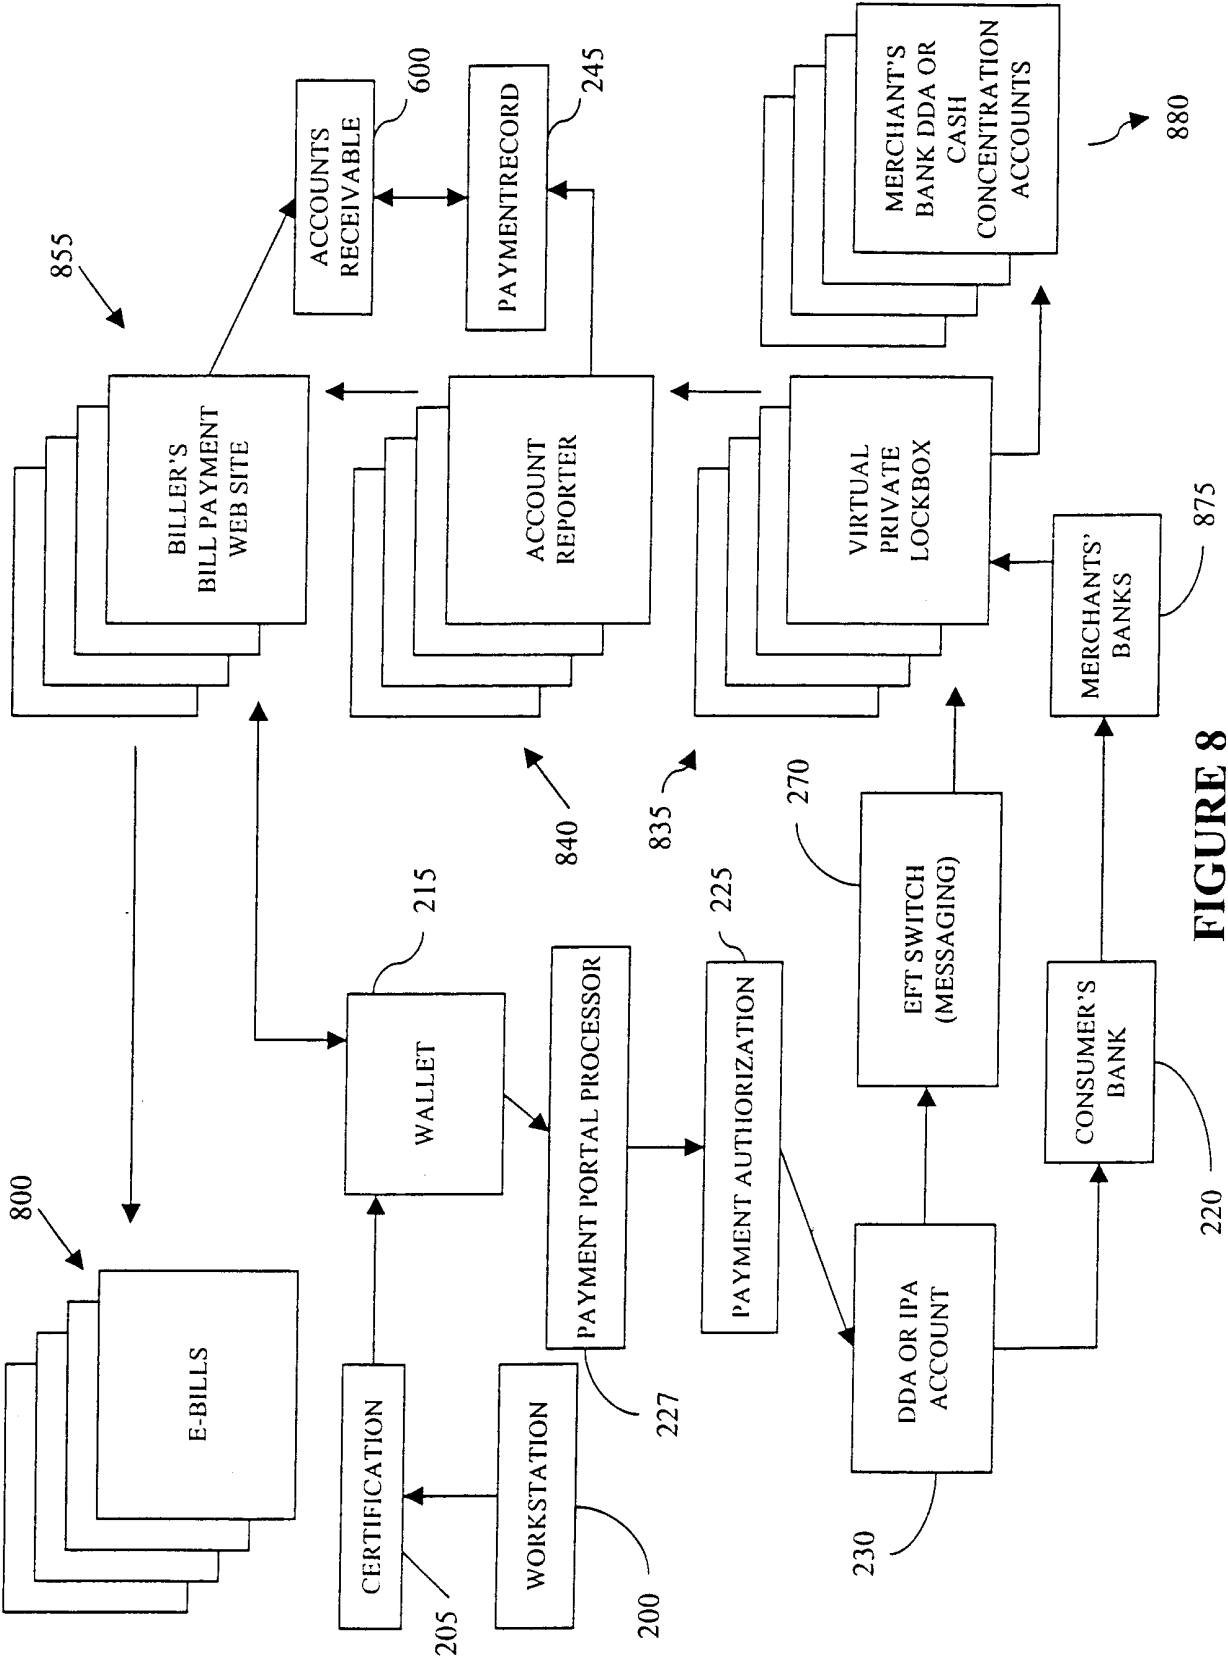 800
E-BILLS
855
BILLER'S
BILL PAYMENT
WEB SITE
ACCOUNTS
RECEIVABLE
600
CERTIFICATION
205
WALLET
215
ACCOUNT
REPORTER
840
PAYMENTRECORD
245
WORKSTATION
200
PAYMENT PORTAL PROCESSOR
227
PAYMENT AUTHORIZATION
225
835
VIRTUAL
PRIVATE
LOCKBOX
MERCHANT'S
BANK DDA OR
CASH
CONCENTRATION
ACCOUNTS
880
DDA OR IPA
ACCOUNT
230
EFT SWITCH
(MESSAGING)
270
CONSUMER'S
BANK
220
MERCHANTS'
BANKS
875
FIGURE 8